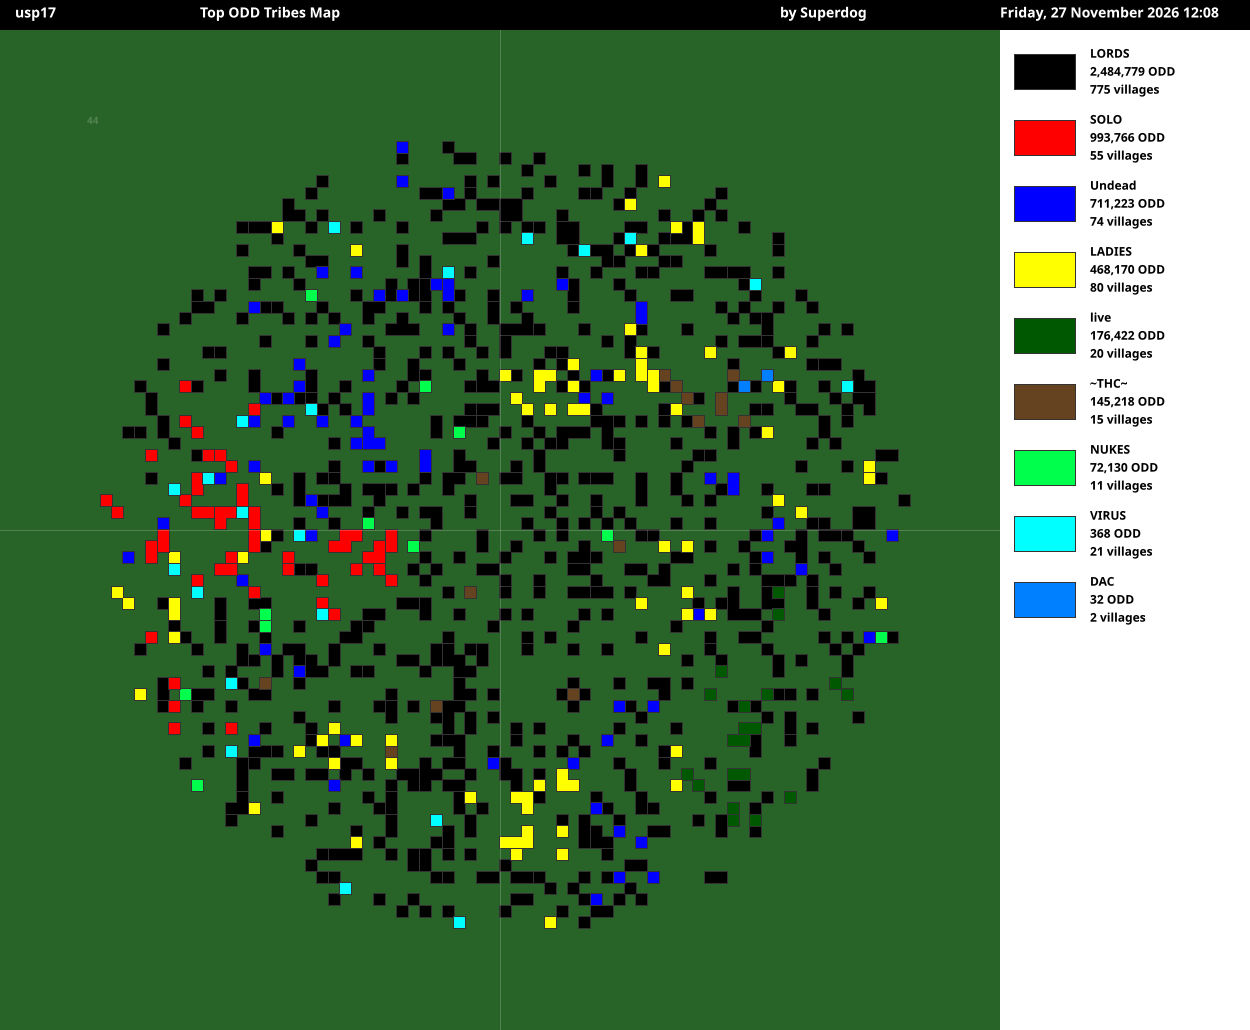 usp17 Top ODD Tribes Map by Superdog Friday, 27 November 2026 12:08
44
LORDS
2,484,779 ODD
775 villages
SOLO
993,766 ODD
55 villages
Undead
711,223 ODD
74 villages
LADIES
468,170 ODD
80 villages
live
176,422 ODD
20 villages
~THC~
145,218 ODD
15 villages
NUKES
72,130 ODD
11 villages
VIRUS
368 ODD
21 villages
DAC
32 ODD
2 villages